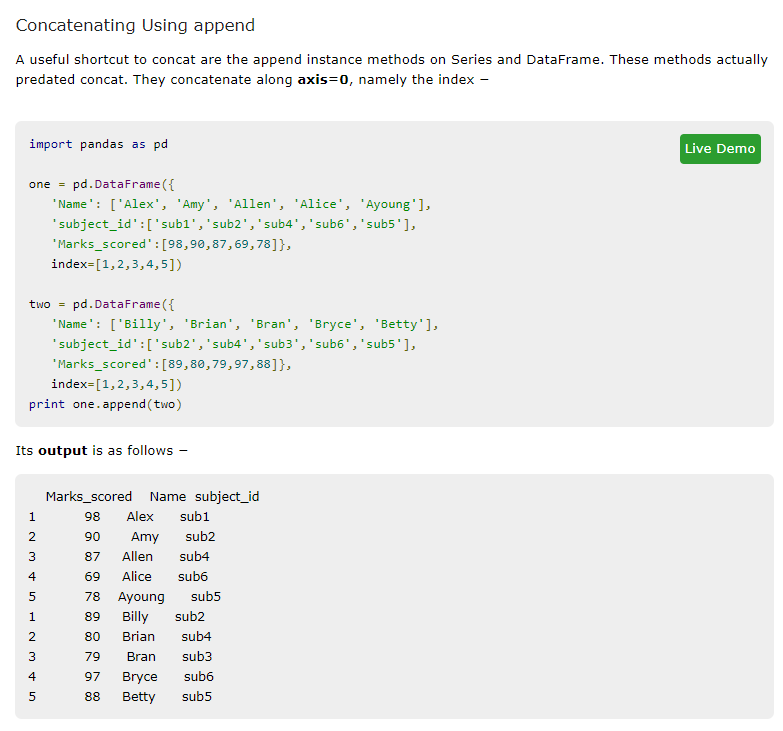 Concatenating Using append
A useful shortcut to concat are the append instance methods on Series and DataFrame. These methods actually
predated concat. They concatenate along axis=0, namely the index −
import pandas as pd
Live Demo
one = pd.DataFrame({
   'Name': ['Alex', 'Amy', 'Allen', 'Alice', 'Ayoung'],
   'subject_id':['sub1','sub2','sub4','sub6','sub5'],
   'Marks_scored':[98,90,87,69,78]},
   index=[1,2,3,4,5])
two = pd.DataFrame({
   'Name': ['Billy', 'Brian', 'Bran', 'Bryce', 'Betty'],
   'subject_id':['sub2','sub4','sub3','sub6','sub5'],
   'Marks_scored':[89,80,79,97,88]},
   index=[1,2,3,4,5])
print one.append(two)
Its output is as follows −
Marks_scored Name subject_id
1 98 Alex sub1
2 90 Amy sub2
3 87 Allen sub4
4 69 Alice sub6
5 78 Ayoung sub5
1 89 Billy sub2
2 80 Brian sub4
3 79 Bran sub3
4 97 Bryce sub6
5 88 Betty sub5